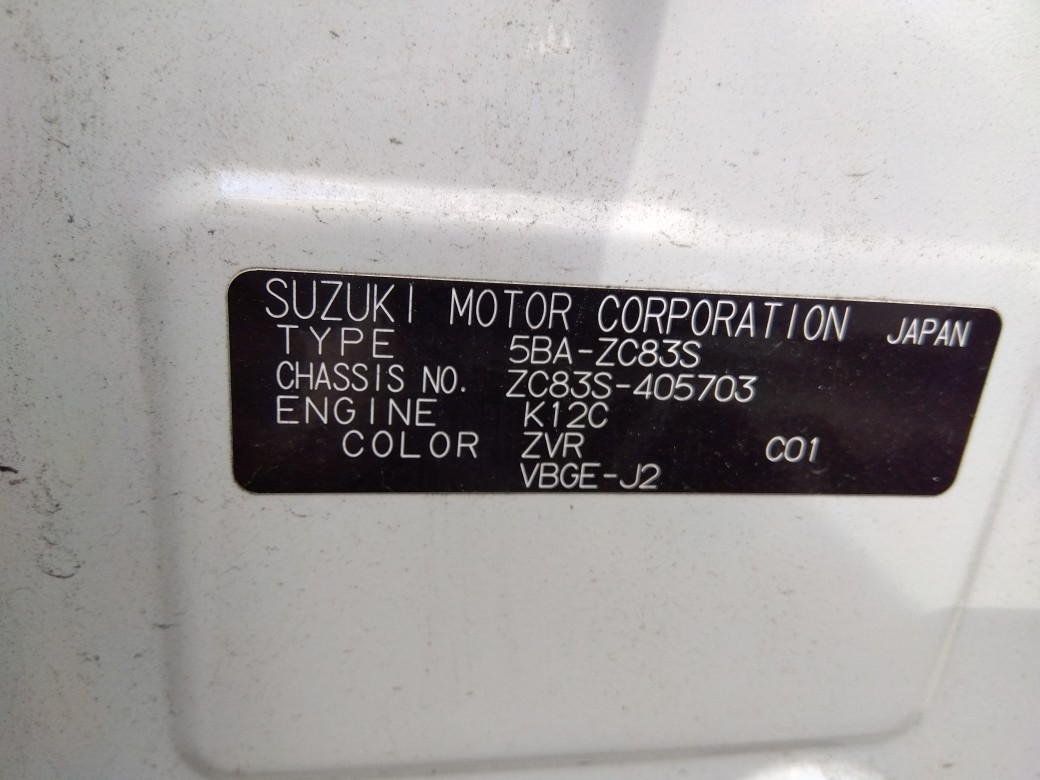 SUZUKI MOTOR CORPORATION JAPAN
TYPE 5BA-ZC83S
CHASSIS NO. ZC83S-405703
ENGINE K12C
COLOR ZVR C01
VBGE-J2